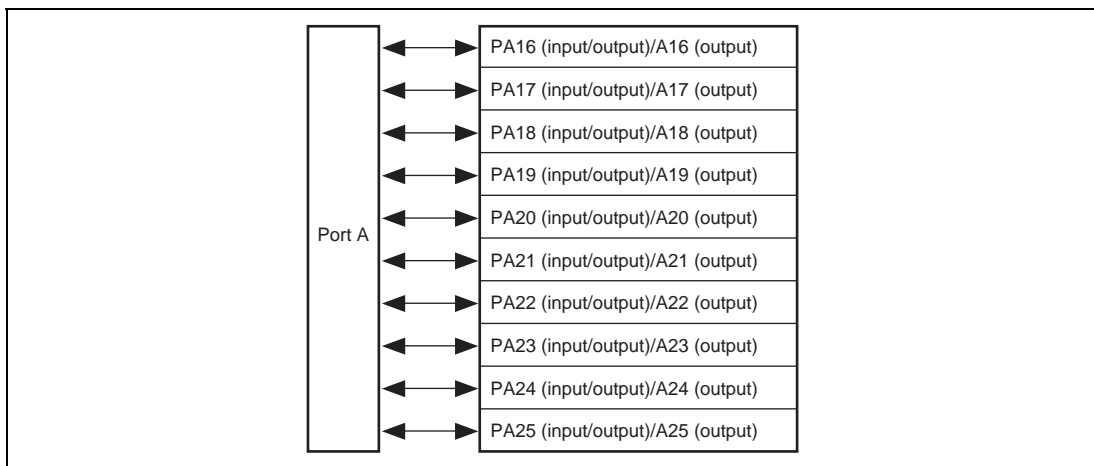 Port A
PA16 (input/output)/A16 (output)
PA17 (input/output)/A17 (output)
PA18 (input/output)/A18 (output)
PA19 (input/output)/A19 (output)
PA20 (input/output)/A20 (output)
PA21 (input/output)/A21 (output)
PA22 (input/output)/A22 (output)
PA23 (input/output)/A23 (output)
PA24 (input/output)/A24 (output)
PA25 (input/output)/A25 (output)